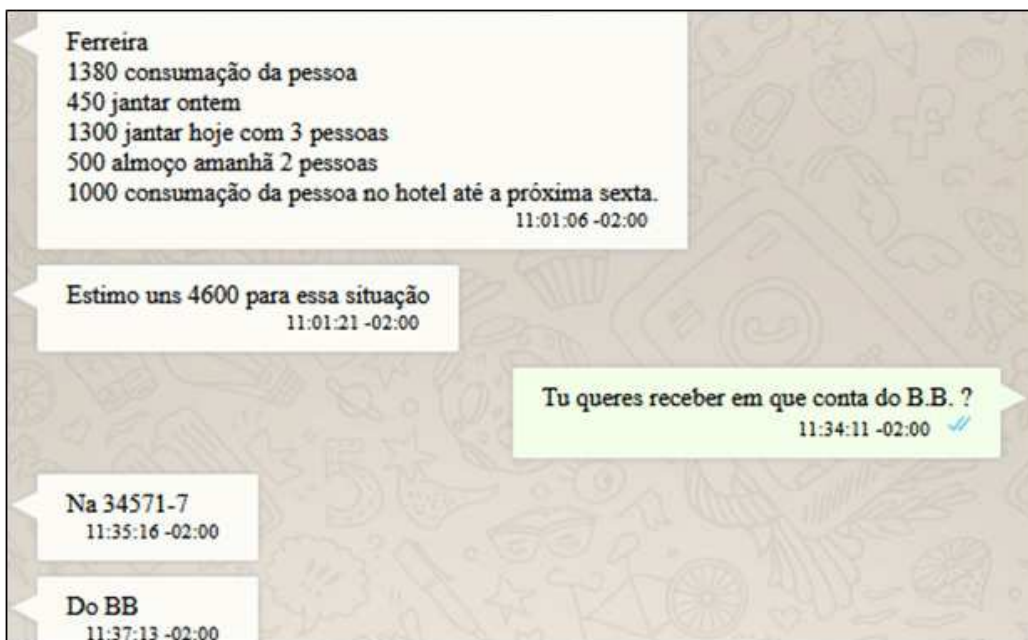 Ferreira
1380 consumação da pessoa
450 jantar ontem
1300 jantar hoje com 3 pessoas
500 almoço amanhã 2 pessoas
1000 consumação da pessoa no hotel até a próxima sexta.
11:01:06 -02:00
Estimo uns 4600 para essa situação
11:01:21 -02:00
Tu queres receber em que conta do B.B. ?
11:34:11 -02:00
Na 34571-7
11:35:16 -02:00
Do BB
11:37:13 -02:00